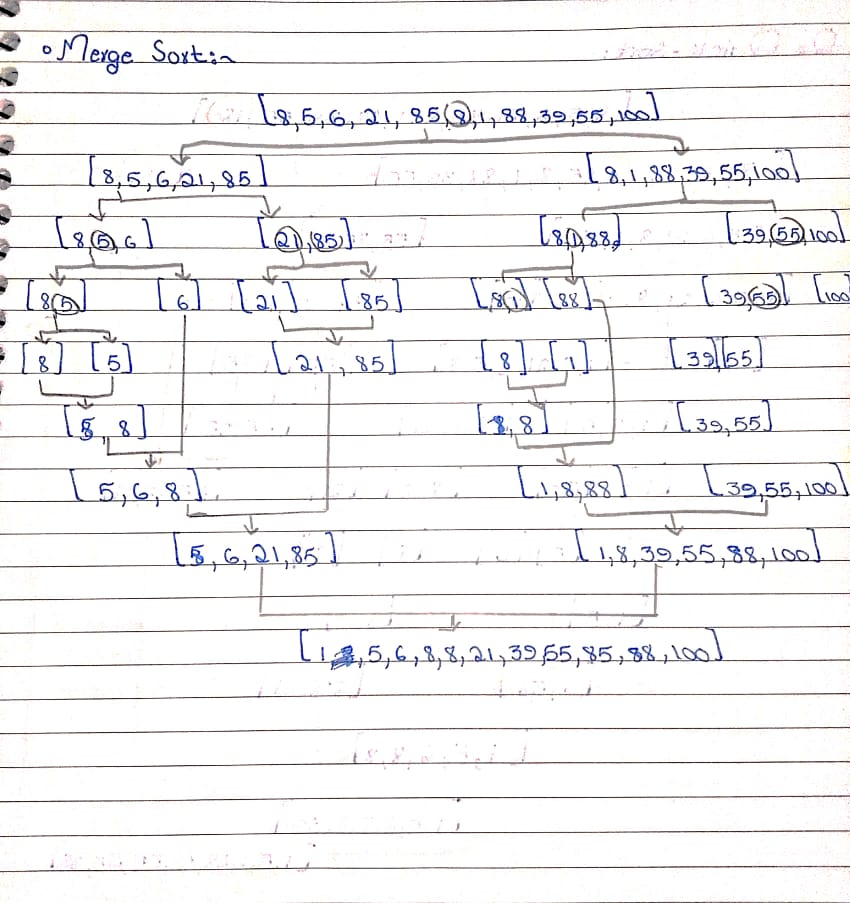 Merge Sort:~
[8,5,6, 21, 85,8,1,88,39,55,100]
[8,5,6,21,85] [8,1,88,39,55,100]
[8,5,6] [21,85] [8,1,88] [39,55,100]
[8,5] [6] [21] [85] [8,1] [88] [39,55] [100
[8] [5] [21, 85] [8] [1] [39][55]
[5, 8] [1, 8] [39,55]
[5,6,8] [1,8,88] [39,55,100]
[5,6,21,85] [1,8,39,55,88,100]
[1,5,6,8,8,21,39,55,85,88,100]